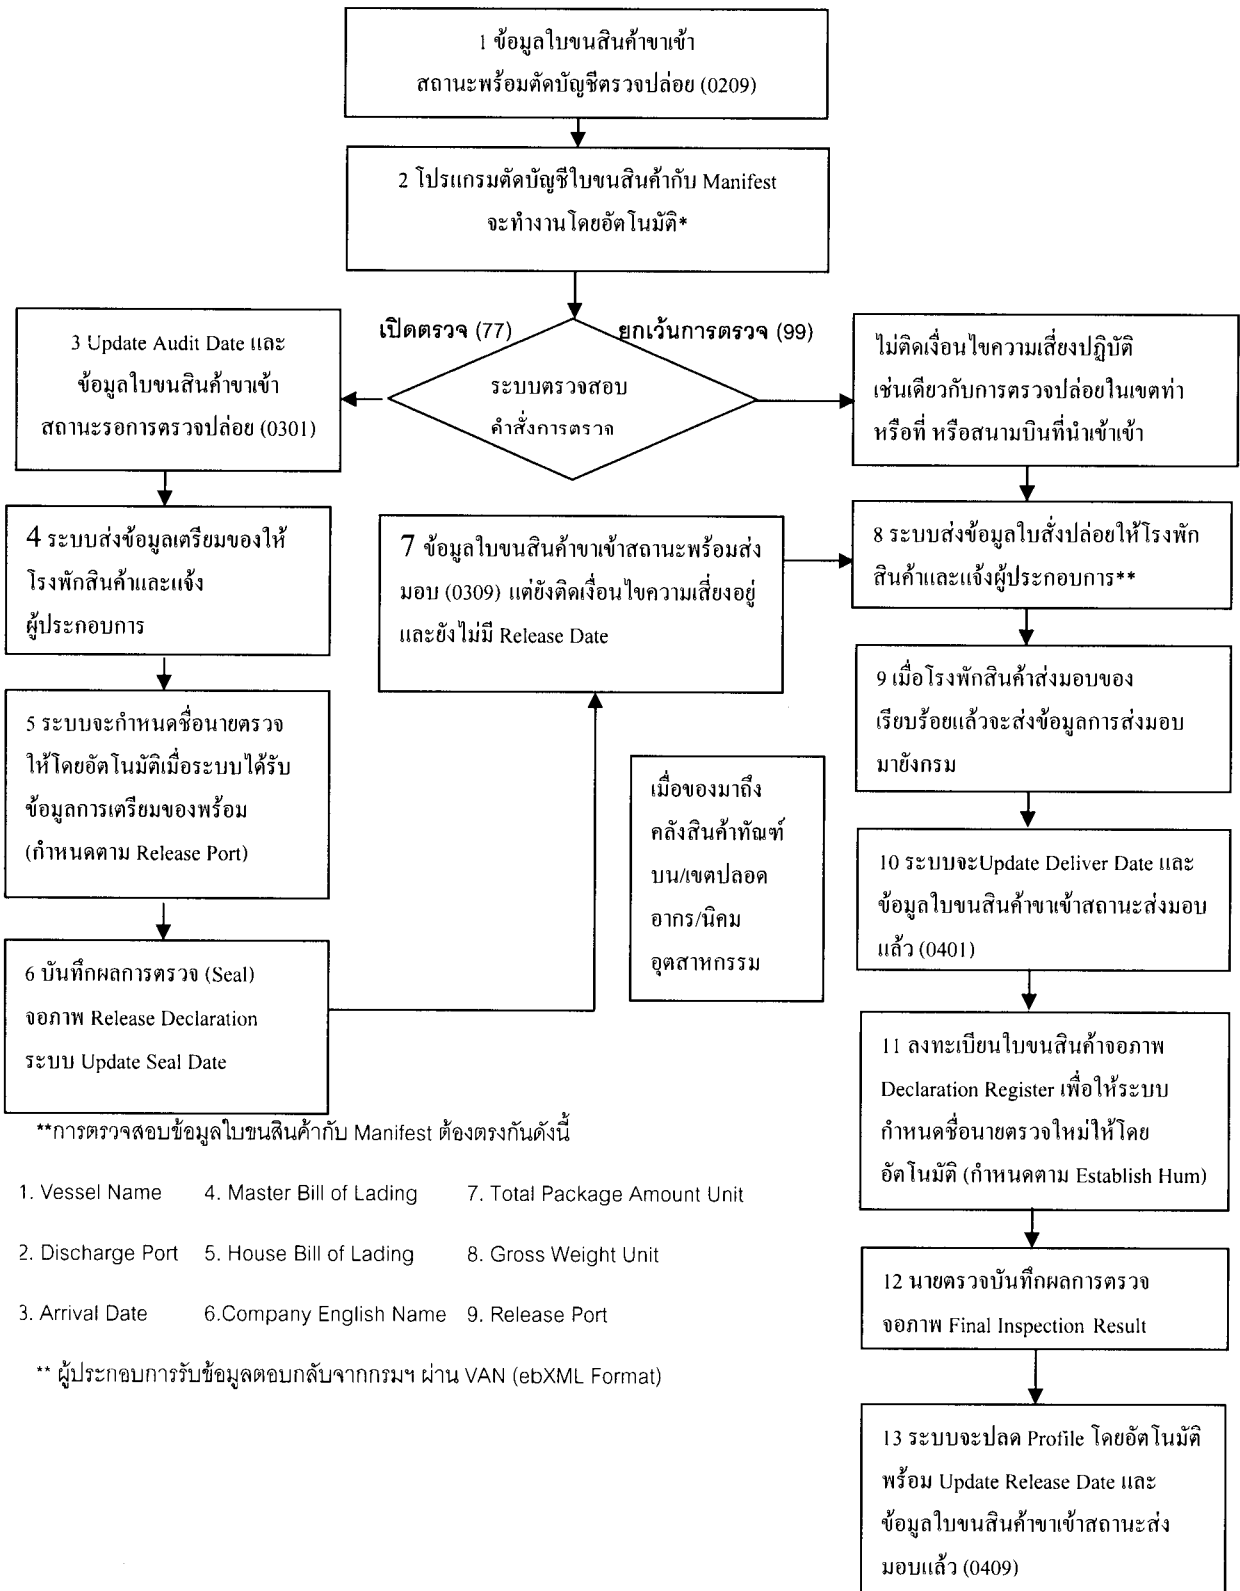 1 ข้อมูลใบขนสินค้าขาเข้า
สถานะพร้อมตัดบัญชีตรวจปล่อย (0209)
2 โปรแกรมตัดบัญชีใบขนสินค้ากับ Manifest
จะทำงานโดยอัตโนมัติ*
เปิดตรวจ (77)
ยกเว้นการตรวจ (99)
ระบบตรวจสอบ
คำสั่งการตรวจ
3 Update Audit Date และ
ข้อมูลใบขนสินค้าขาเข้า
สถานะรอการตรวจปล่อย (0301)
ไม่ติดเงื่อนไขความเสี่ยงปฏิบัติ
เช่นเดียวกับการตรวจปล่อยในเขตท่า
หรือที่ หรือสนามบินที่นำเข้าเข้า
4 ระบบส่งข้อมูลเตรียมของให้
โรงพักสินค้าและแจ้ง
ผู้ประกอบการ
7 ข้อมูลใบขนสินค้าขาเข้าสถานะพร้อมส่ง
มอบ (0309) แต่ยังติดเงื่อนไขความเสี่ยงอยู่
และยังไม่มี Release Date
8 ระบบส่งข้อมูลใบสั่งปล่อยให้โรงพัก
สินค้าและแจ้งผู้ประกอบการ**
5 ระบบจะกำหนดชื่อนายตรวจ
ให้โดยอัตโนมัติเมื่อระบบได้รับ
ข้อมูลการเตรียมของพร้อม
(กำหนดตาม Release Port)
9 เมื่อโรงพักสินค้าส่งมอบของ
เรียบร้อยแล้วจะส่งข้อมูลการส่งมอบ
มายังกรม
เมื่อของมาถึง
คลังสินค้าทัณฑ์
บน/เขตปลอด
อากร/นิคม
อุตสาหกรรม
10 ระบบจะUpdate Deliver Date และ
ข้อมูลใบขนสินค้าขาเข้าสถานะส่งมอบ
แล้ว (0401)
6 บันทึกผลการตรวจ (Seal)
จอภาพ Release Declaration
ระบบ Update Seal Date
11 ลงทะเบียนใบขนสินค้าจอภาพ
Declaration Register เพื่อให้ระบบ
กำหนดชื่อนายตรวจใหม่ให้โดย
อัตโนมัติ (กำหนดตาม Establish Hum)
**การตรวจสอบข้อมูลใบขนสินค้ากับ Manifest ต้องตรงกันดังนี้
1. Vessel Name 4. Master Bill of Lading 7. Total Package Amount Unit
2. Discharge Port 5. House Bill of Lading 8. Gross Weight Unit
3. Arrival Date 6.Company English Name 9. Release Port
** ผู้ประกอบการรับข้อมูลตอบกลับจากกรมฯ ผ่าน VAN (ebXML Format)
12 นายตรวจบันทึกผลการตรวจ
จอภาพ Final Inspection Result
13 ระบบจะปลด Profile โดยอัตโนมัติ
พร้อม Update Release Date และ
ข้อมูลใบขนสินค้าขาเข้าสถานะส่ง
มอบแล้ว (0409)